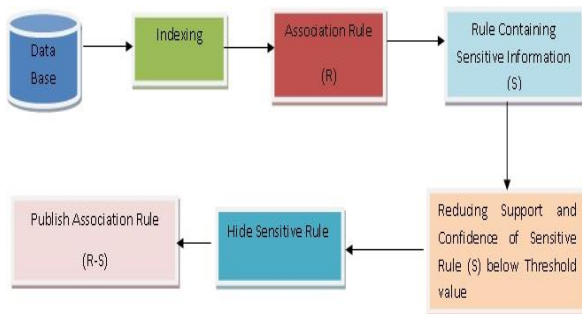 Data
Base
Indexing
Association Rule
(R)
Rule Containing
Sensitive Information
(S)
Publish Association Rule
(R-S)
Hide Sensitive Rule
Reducing Support and
Confidence of Sensitive
Rule (S) below Threshold
value